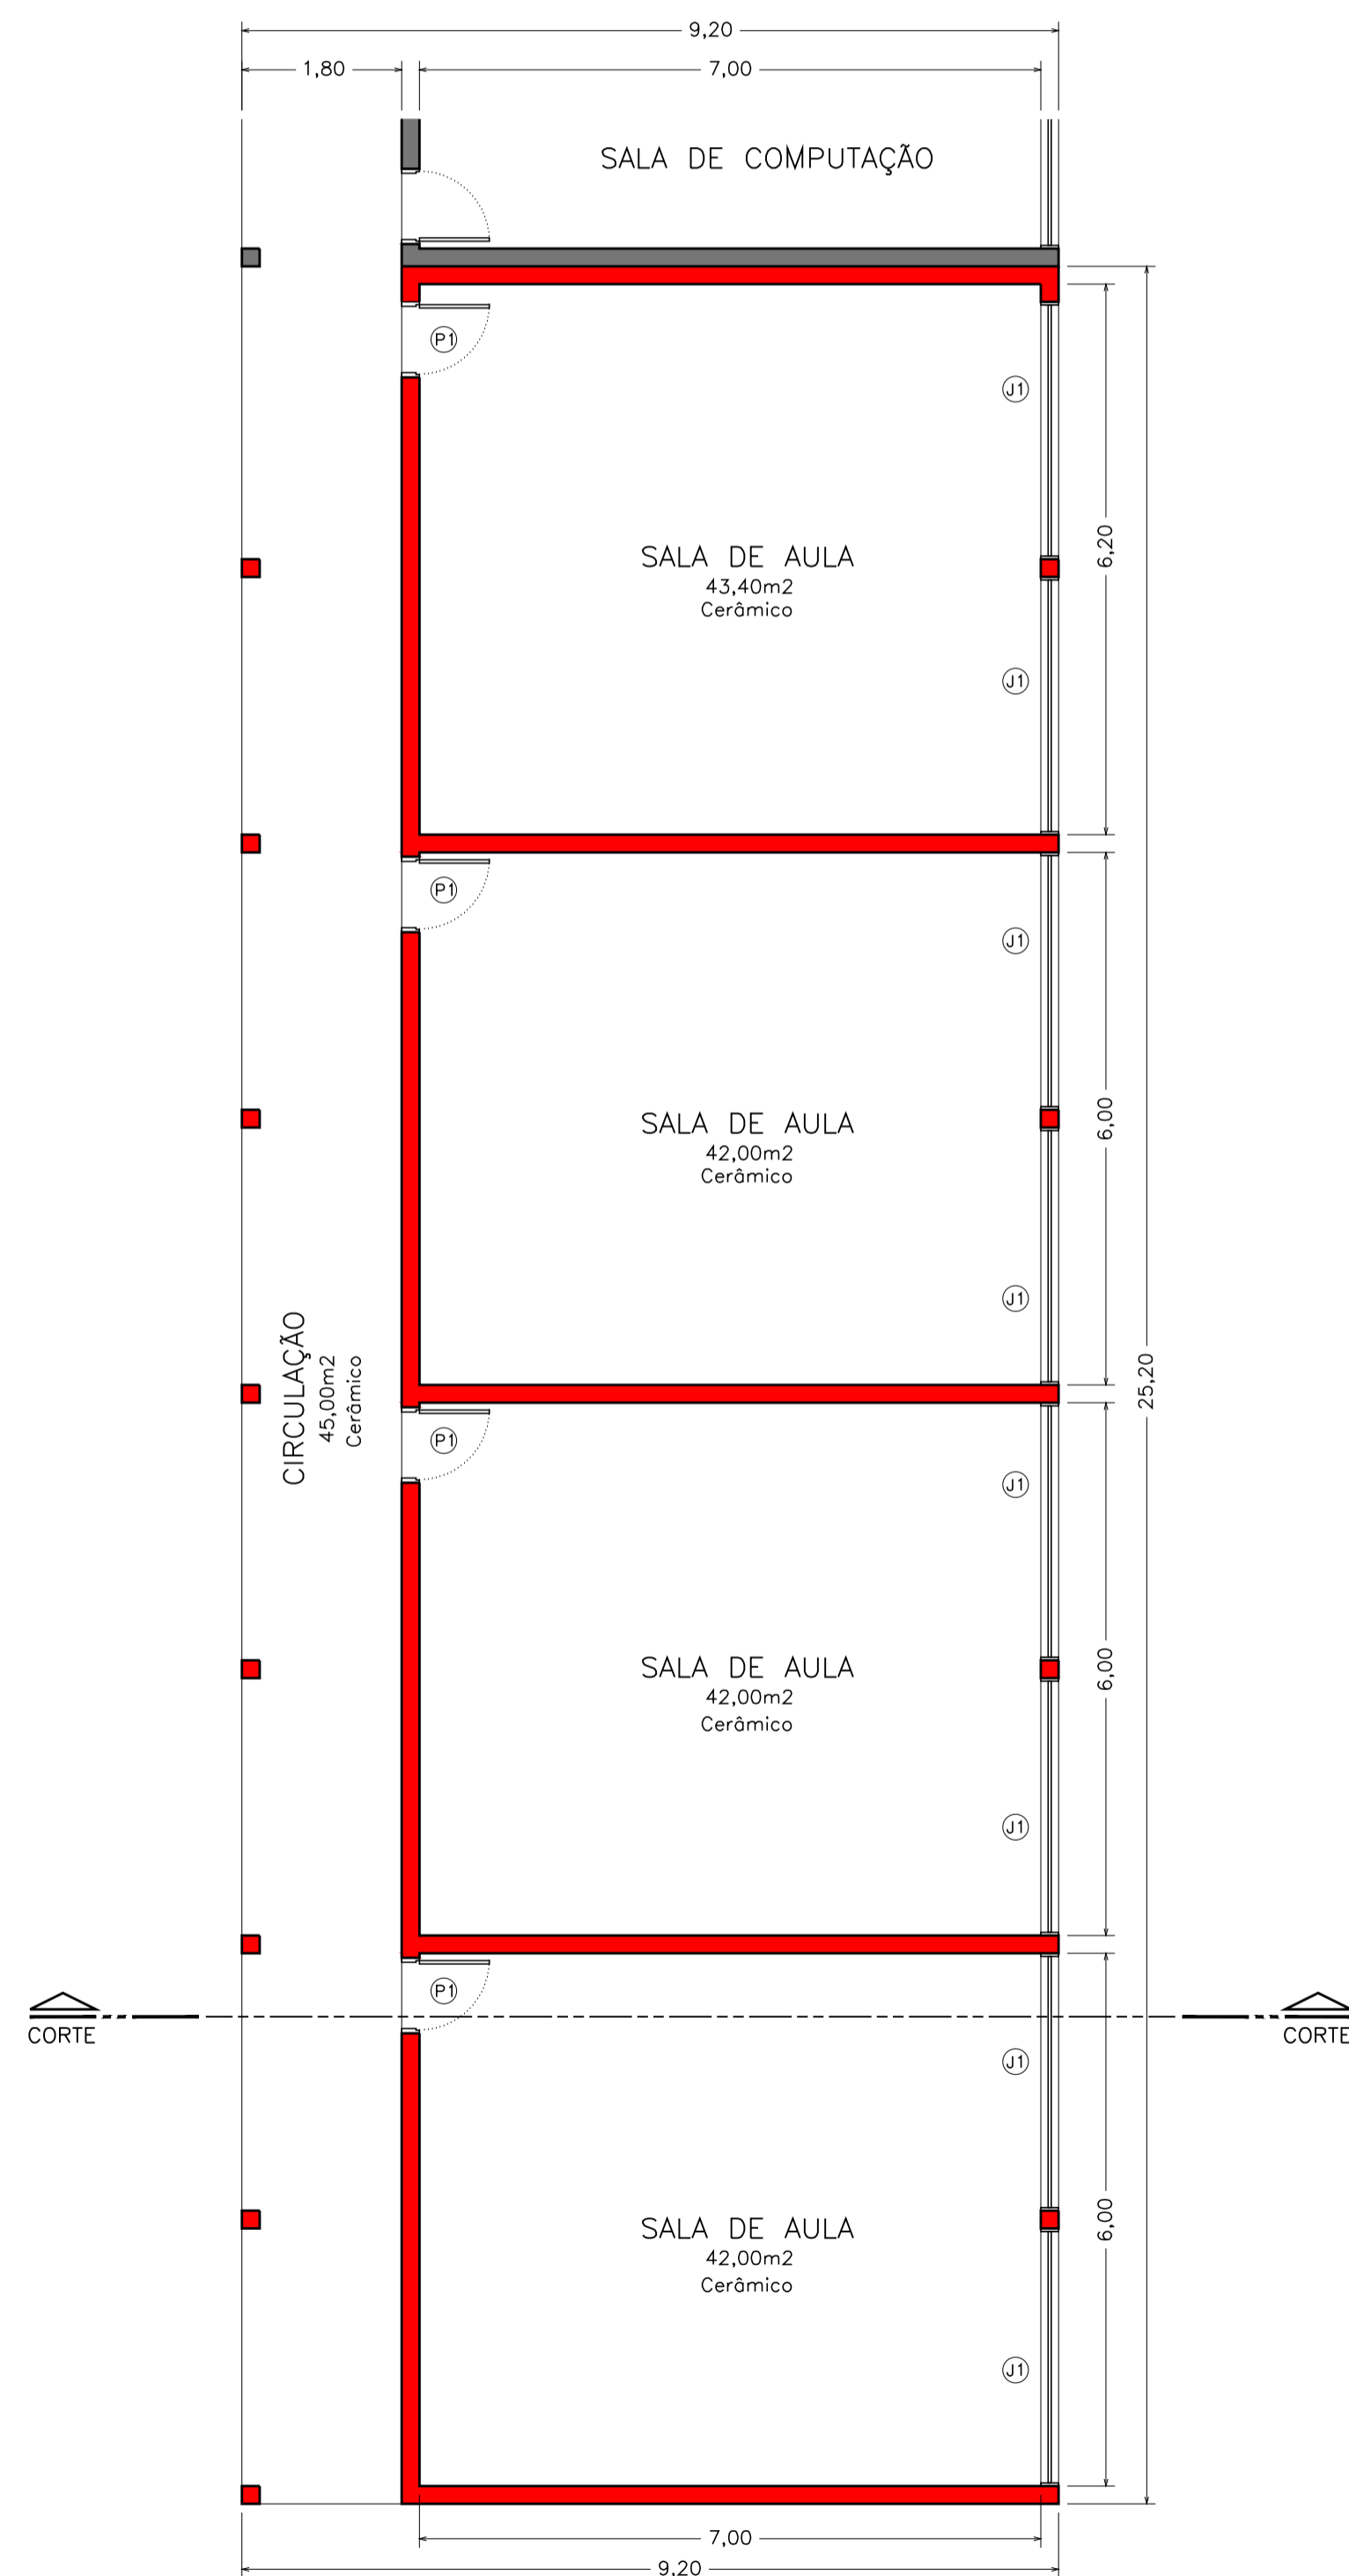 9,20
1,80
7,00
SALA DE COMPUTAÇÃO
P1
J1
SALA DE AULA
43,40m2
Cerâmico
6,20
J1
P1
J1
SALA DE AULA
42,00m2
Cerâmico
6,00
J1
CIRCULAÇÃO
45,00m2
Cerâmico
25,20
P1
J1
SALA DE AULA
42,00m2
Cerâmico
6,00
J1
P1
CORTE
CORTE
J1
SALA DE AULA
42,00m2
Cerâmico
6,00
J1
7,00
9,20